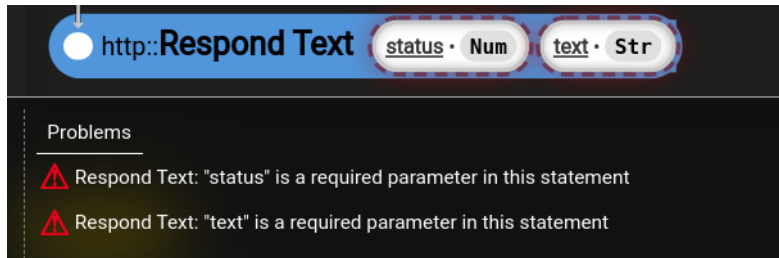 http::Respond Text status · Num text · Str
Problems
Respond Text: "status" is a required parameter in this statement
Respond Text: "text" is a required parameter in this statement